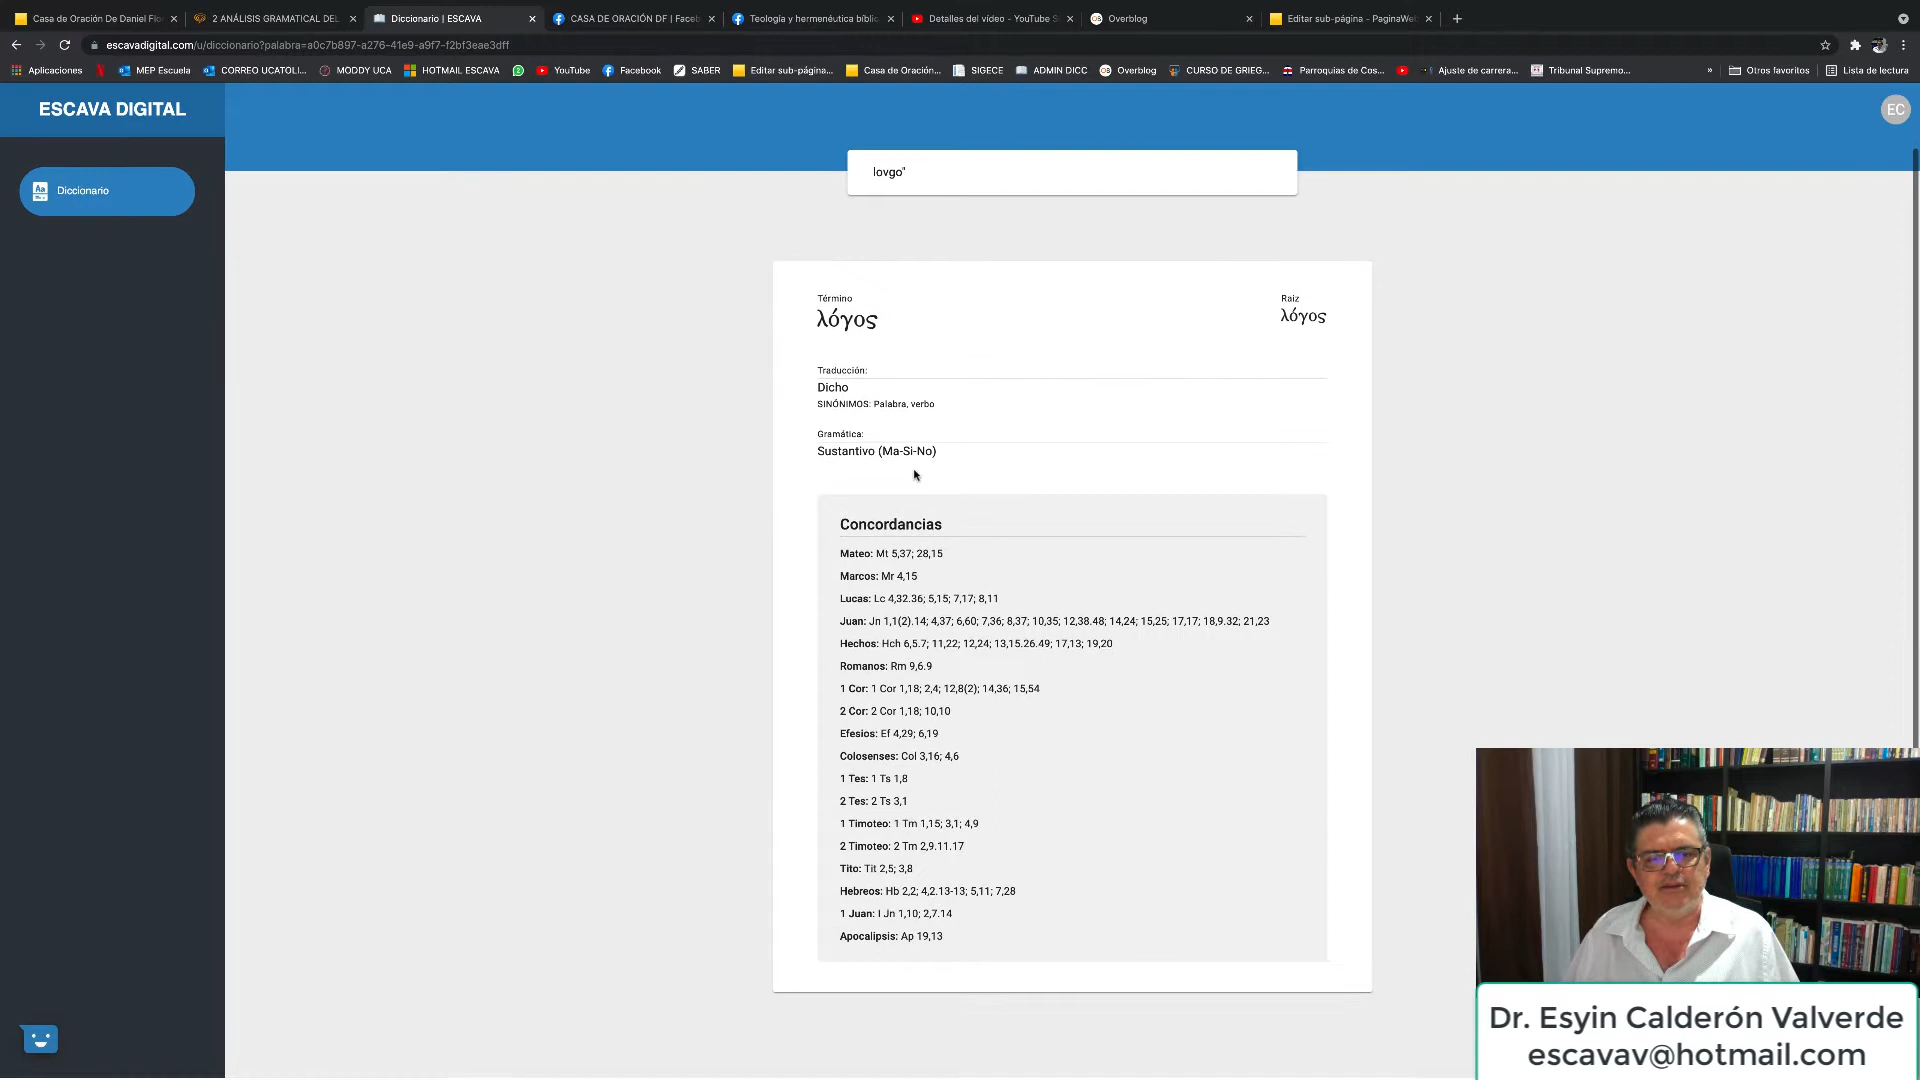 Casa de Oración De Daniel Flor
2 ANÁLISIS GRAMATICAL DEL
Diccionario | ESCAVA
CASA DE ORACIÓN DF | Faceb
Teología y hermenéutica bíblic
Detalles del vídeo - YouTube S
Overblog
Editar sub-página - PaginaWeb
escavadigital.com/u/diccionario?palabra=a0c7b897-a276-41e9-a9f7-f2bf3eae3dff
Aplicaciones
MEP Escuela
CORREO UCATOLI...
MODDY UCA
HOTMAIL ESCAVA
YouTube
Facebook
SABER
Editar sub-página...
Casa de Oración...
SIGECE
ADMIN DICC
Overblog
CURSO DE GRIEG...
Parroquias de Cos...
Ajuste de carrera...
Tribunal Supremo...
»
Otros favoritos
Lista de lectura
ESCAVA DIGITAL
EC
Diccionario
lovgo"
Término
λόγος
Raiz
λόγος
Traducción:
Dicho
SINÓNIMOS: Palabra, verbo
Gramática:
Sustantivo (Ma-Si-No)
Concordancias
Mateo: Mt 5,37; 28,15
Marcos: Mr 4,15
Lucas: Lc 4,32.36; 5,15; 7,17; 8,11
Juan: Jn 1,1(2).14; 4,37; 6,60; 7,36; 8,37; 10,35; 12,38.48; 14,24; 15,25; 17,17; 18,9.32; 21,23
Hechos: Hch 6,5.7; 11,22; 12,24; 13,15.26.49; 17,13; 19,20
Romanos: Rm 9,6.9
1 Cor: 1 Cor 1,18; 2,4; 12,8(2); 14,36; 15,54
2 Cor: 2 Cor 1,18; 10,10
Efesios: Ef 4,29; 6,19
Colosenses: Col 3,16; 4,6
1 Tes: 1 Ts 1,8
2 Tes: 2 Ts 3,1
1 Timoteo: 1 Tm 1,15; 3,1; 4,9
2 Timoteo: 2 Tm 2,9.11.17
Tito: Tit 2,5; 3,8
Hebreos: Hb 2,2; 4,2.13-13; 5,11; 7,28
1 Juan: I Jn 1,10; 2,7.14
Apocalipsis: Ap 19,13
Dr. Esyin Calderón Valverde
escavav@hotmail.com